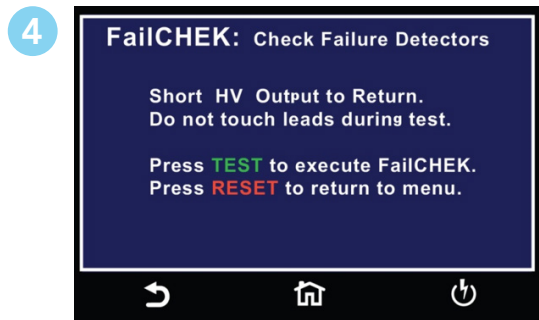 4
FailCHEK: Check Failure Detectors
Short HV Output to Return.
Do not touch leads during test.
Press TEST to execute FailCHEK.
Press RESET to return to menu.